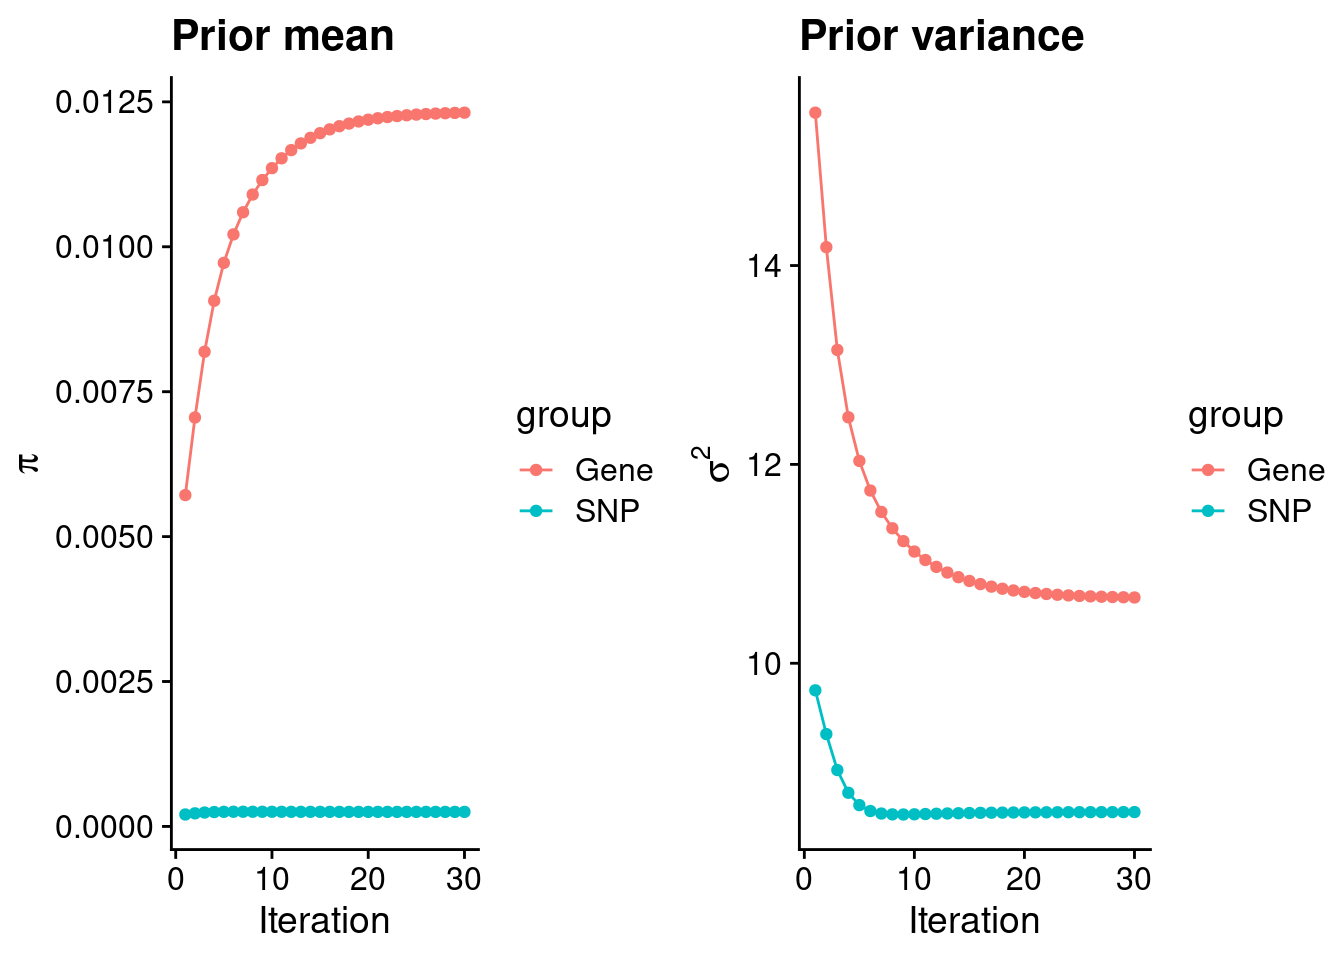 Prior mean
0.0125
0.0100
0.0075
0.0050
0.0025
0.0000
π
0 10 20 30
Iteration
group
Gene
SNP
Prior variance
14
12
10
σ²
0 10 20 30
Iteration
group
Gene
SNP